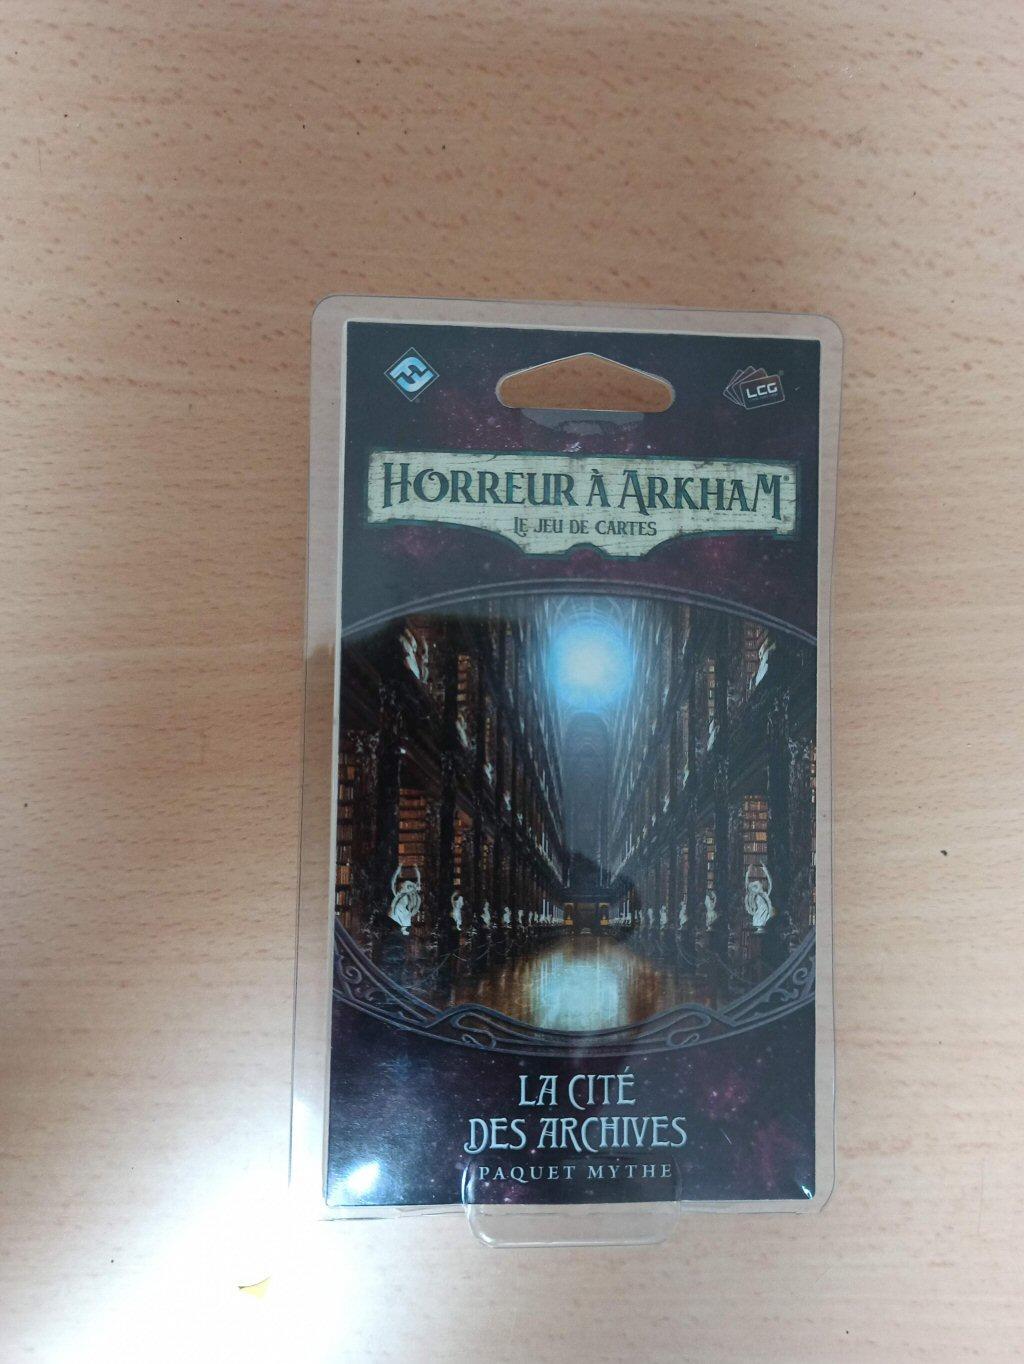 LCG
HORREUR À ARKHAM
LE JEU DE CARTES
LA CITÉ
DES ARCHIVES
PAQUET MYTHE